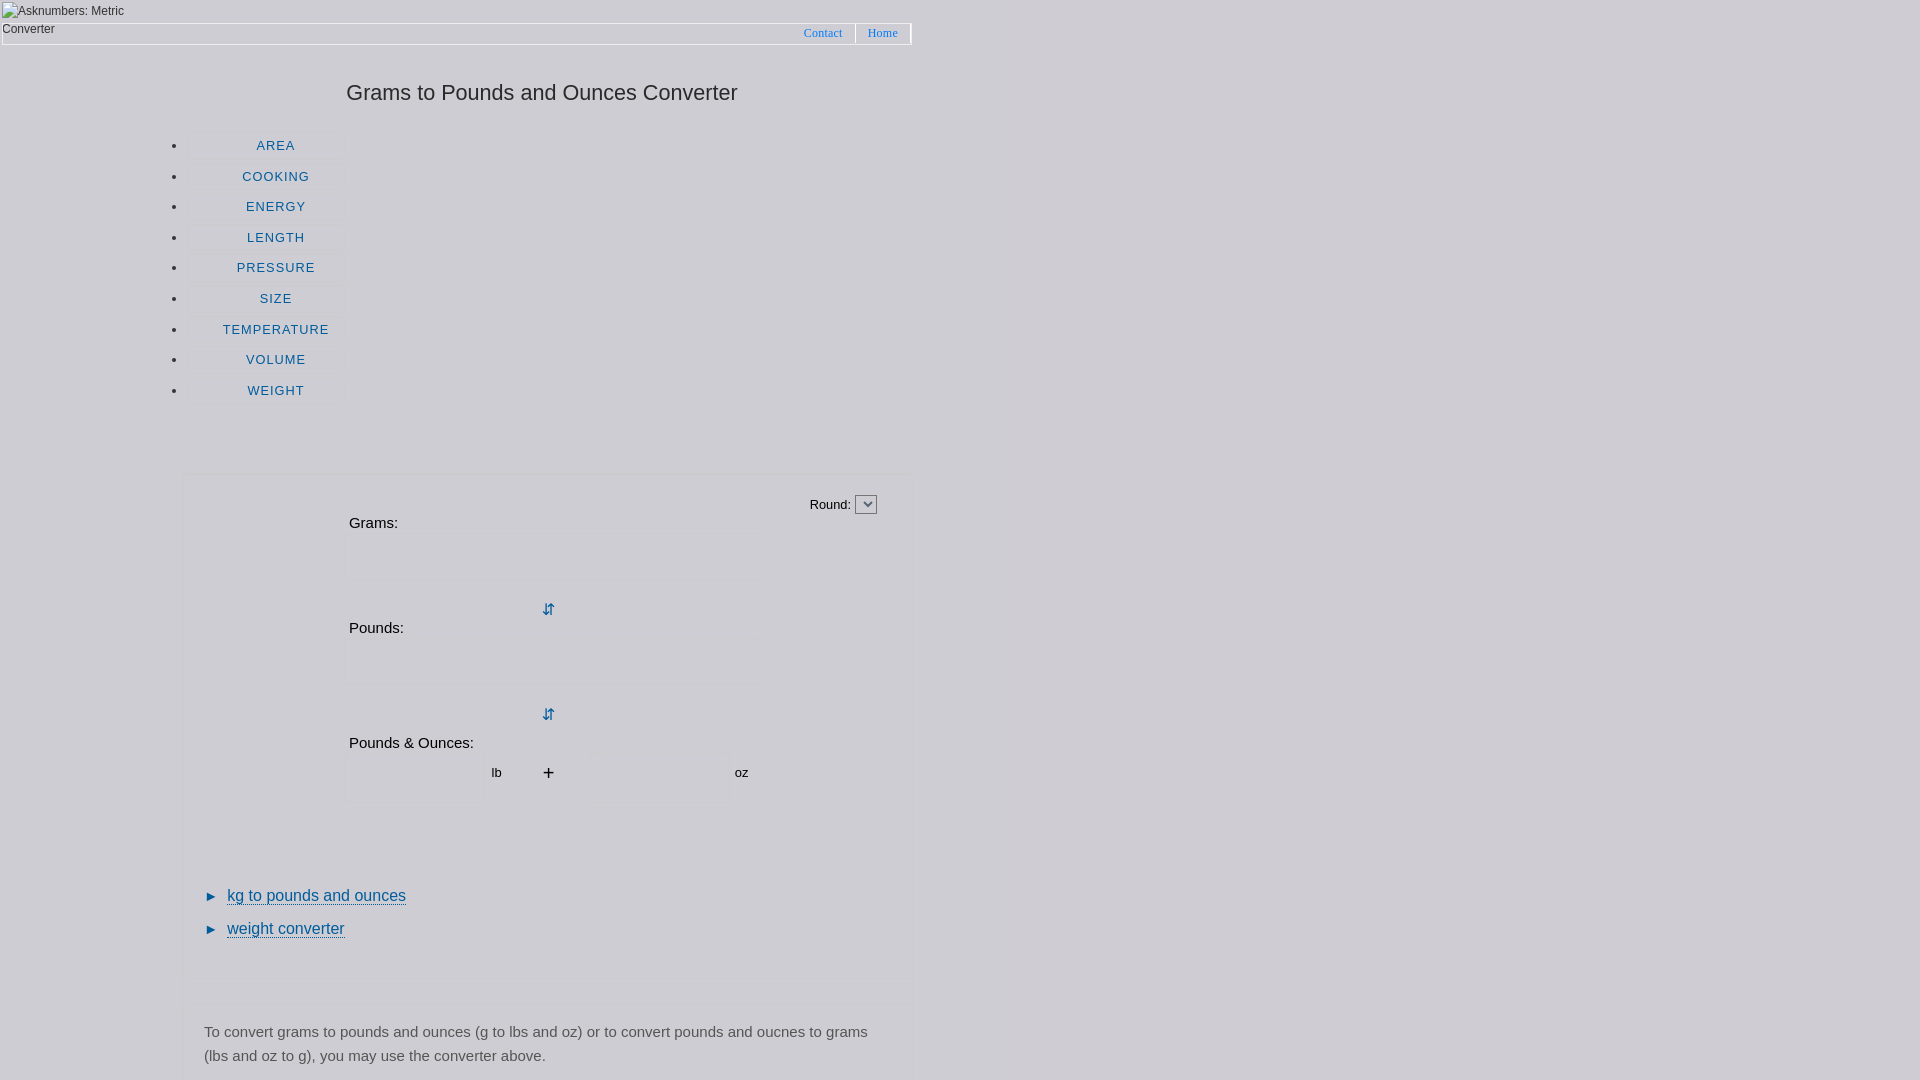 Asknumbers: Metric
Converter
Contact
Home
Grams to Pounds and Ounces Converter
AREA
COOKING
ENERGY
LENGTH
PRESSURE
SIZE
TEMPERATURE
VOLUME
WEIGHT
Round:
Grams:
⇵
Pounds:
⇵
Pounds & Ounces:
lb + oz
► kg to pounds and ounces
► weight converter
To convert grams to pounds and ounces (g to lbs and oz) or to convert pounds and oucnes to grams
(lbs and oz to g), you may use the converter above.